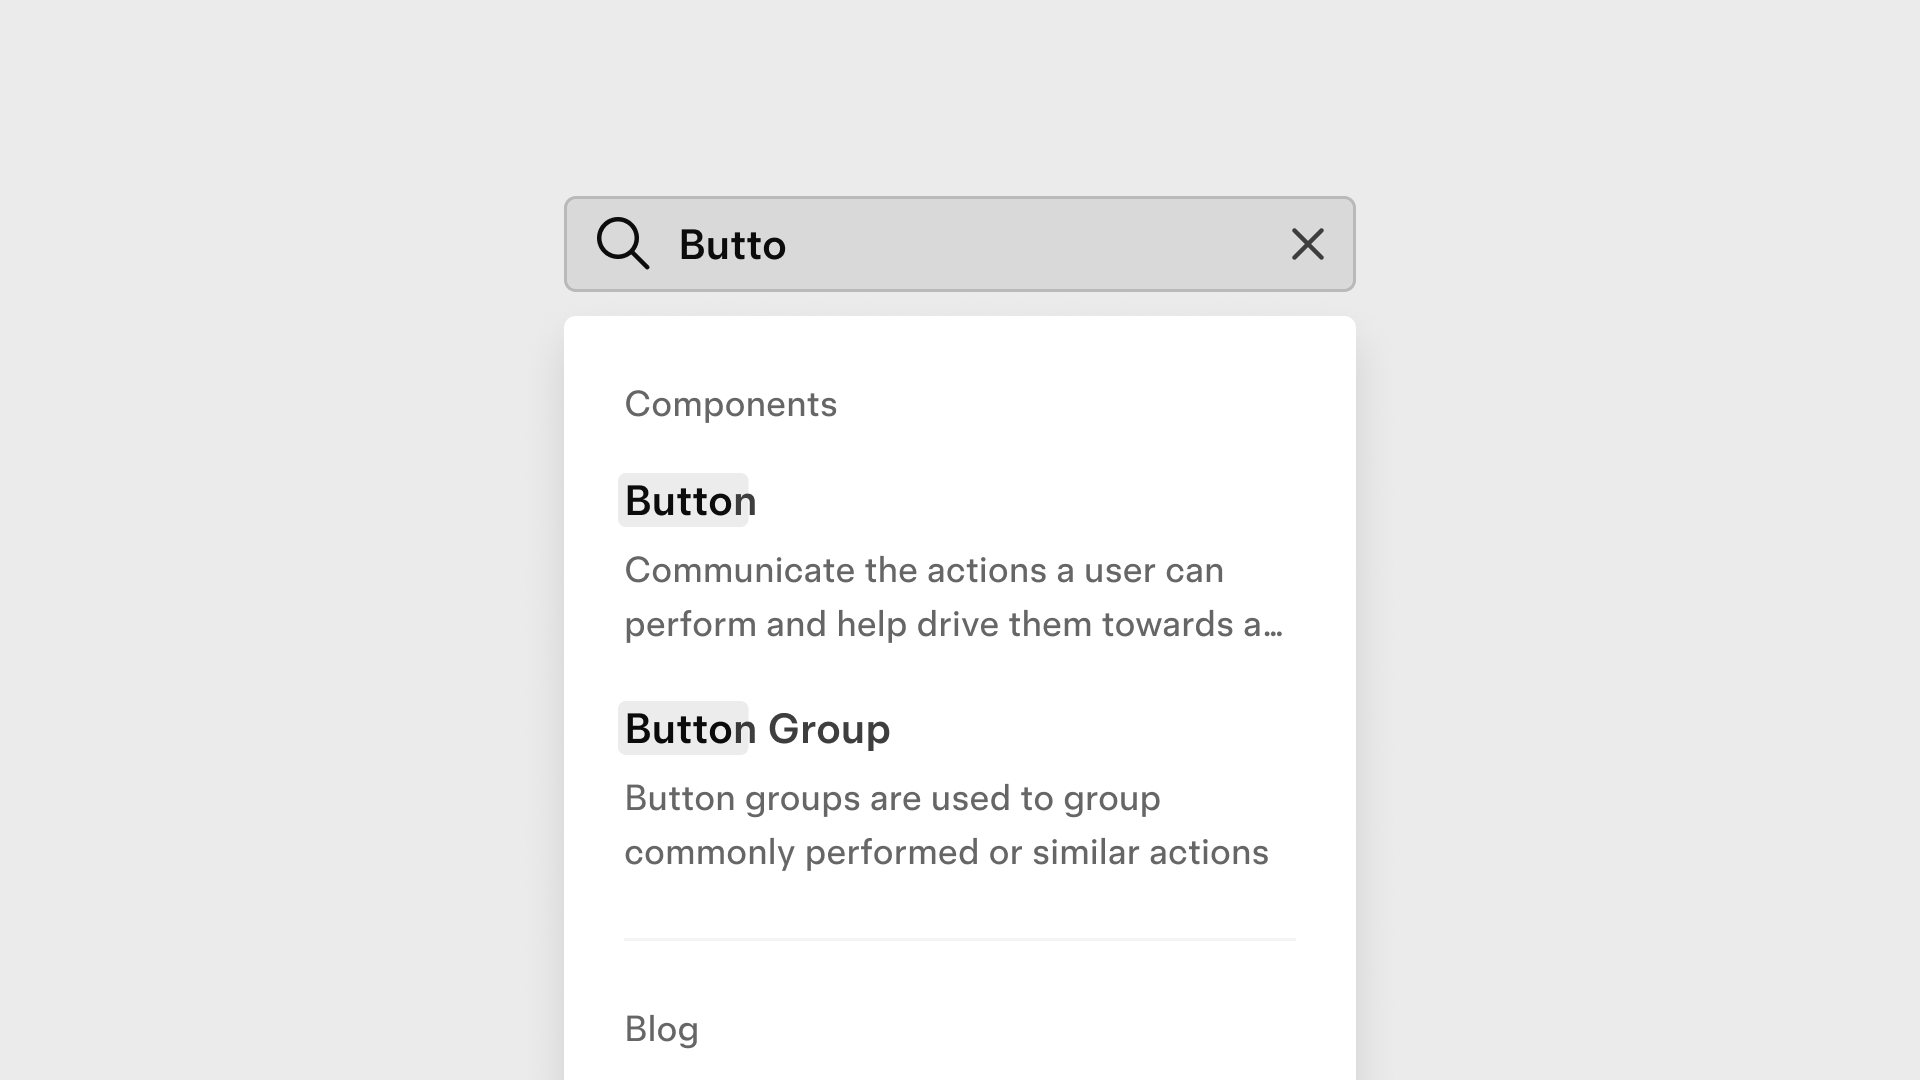 Butto
Components
Button
Communicate the actions a user can
perform and help drive them towards a…
Button Group
Button groups are used to group
commonly performed or similar actions
Blog